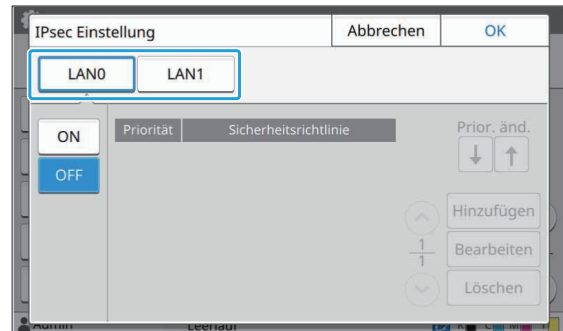 IPsec Einstellung Abbrechen OK
LAN0 LAN1
ON
OFF
Priorität Sicherheitsrichtlinie
Prior. änd.
↓ ↑
1
1
Hinzufügen
Bearbeiten
Löschen
Admin Leerlauf K C M Y